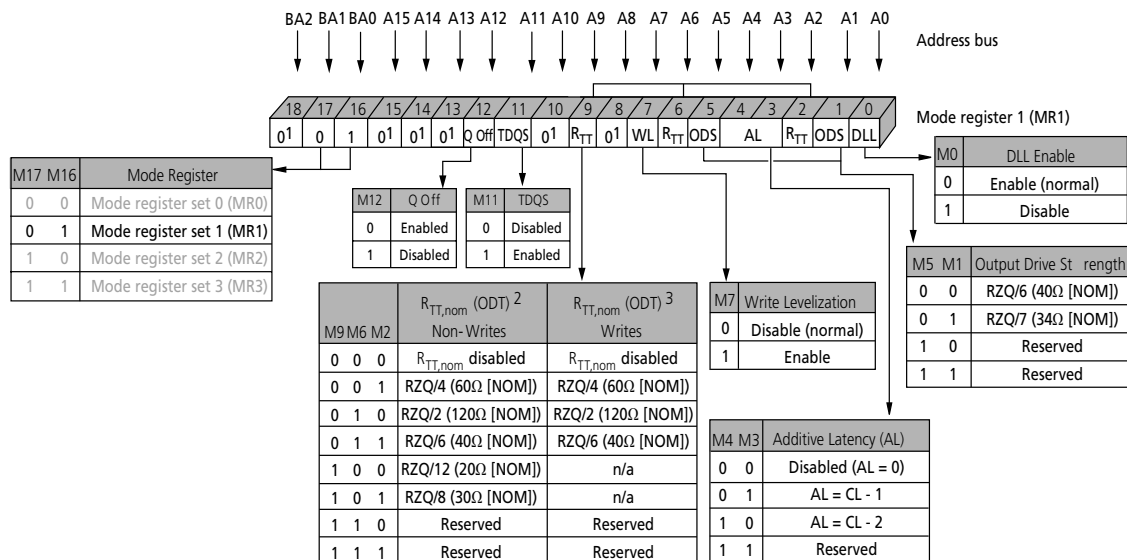 BA2 BA1 BA0 A15 A14 A13 A12 A11 A10 A9 A8 A7 A6 A5 A4 A3 A2 A1 A0
Address bus
18 17 16 15 14 13 12 11 10 9 8 7 6 5 4 3 2 1 0
0¹ 0 1 0¹ 0¹ 0¹ Q Off TDQS 0¹ RTT 0¹ WL RTT ODS AL RTT ODS DLL
Mode register 1 (MR1)
M17 M16 Mode Register
0 0 Mode register set 0 (MR0)
0 1 Mode register set 1 (MR1)
1 0 Mode register set 2 (MR2)
1 1 Mode register set 3 (MR3)
M12 Q Off
0 Enabled
1 Disabled
M11 TDQS
0 Disabled
1 Enabled
M0 DLL Enable
0 Enable (normal)
1 Disable
M5 M1 Output Drive St rength
0 0 RZQ/6 (40Ω [NOM])
0 1 RZQ/7 (34Ω [NOM])
1 0 Reserved
1 1 Reserved
M9 M6 M2 RTT,nom (ODT) 2 Non-Writes RTT,nom (ODT) 3 Writes
0 0 0 RTT,nom disabled RTT,nom disabled
0 0 1 RZQ/4 (60Ω [NOM]) RZQ/4 (60Ω [NOM])
0 1 0 RZQ/2 (120Ω [NOM]) RZQ/2 (120Ω [NOM])
0 1 1 RZQ/6 (40Ω [NOM]) RZQ/6 (40Ω [NOM])
1 0 0 RZQ/12 (20Ω [NOM]) n/a
1 0 1 RZQ/8 (30Ω [NOM]) n/a
1 1 0 Reserved Reserved
1 1 1 Reserved Reserved
M7 Write Levelization
0 Disable (normal)
1 Enable
M4 M3 Additive Latency (AL)
0 0 Disabled (AL = 0)
0 1 AL = CL - 1
1 0 AL = CL - 2
1 1 Reserved